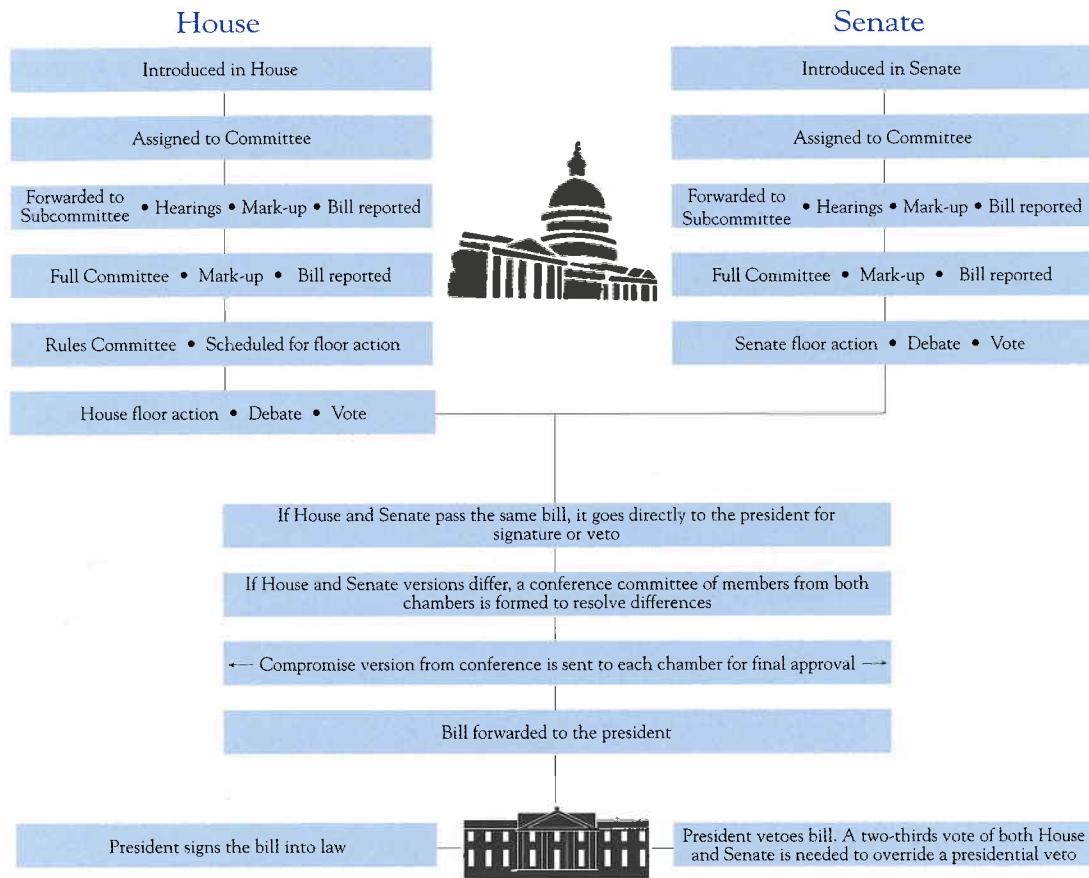 House
Introduced in House
Assigned to Committee
Forwarded to
Subcommittee • Hearings • Mark-up • Bill reported
Full Committee • Mark-up • Bill reported
Rules Committee • Scheduled for floor action
House floor action • Debate • Vote
Senate
Introduced in Senate
Assigned to Committee
Forwarded to
Subcommittee • Hearings • Mark-up • Bill reported
Full Committee • Mark-up • Bill reported
Senate floor action • Debate • Vote
If House and Senate pass the same bill, it goes directly to the president for
signature or veto
If House and Senate versions differ, a conference committee of members from both
chambers is formed to resolve differences
← Compromise version from conference is sent to each chamber for final approval →
Bill forwarded to the president
President signs the bill into law
President vetoes bill. A two-thirds vote of both House
and Senate is needed to override a presidential veto